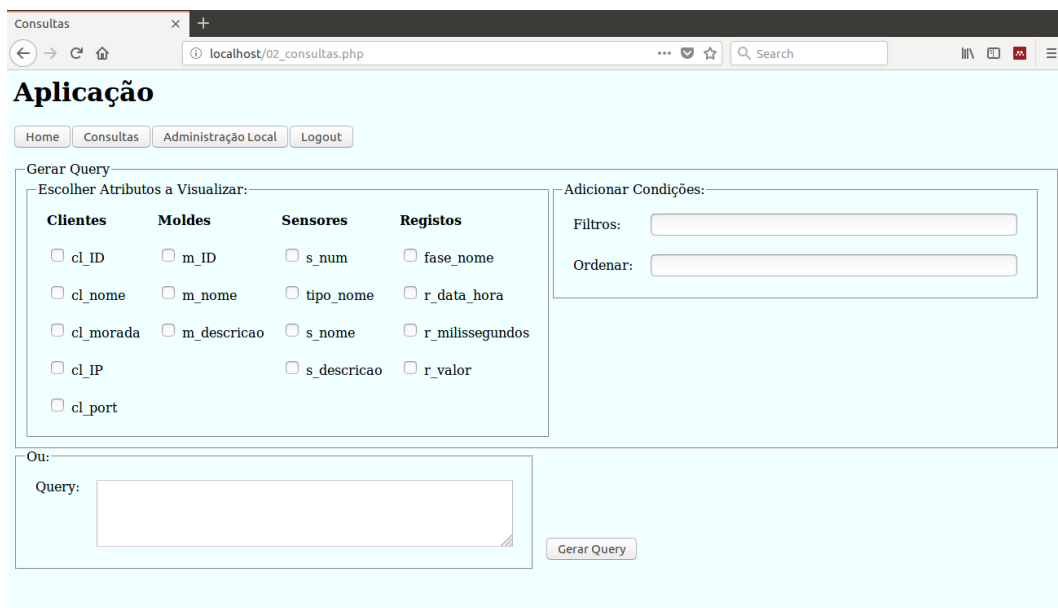 Consultas
localhost/02_consultas.php
Search
Aplicação
Home Consultas Administração Local Logout
Gerar Query
Escolher Atributos a Visualizar:
Clientes Moldes Sensores Registos
cl_ID m_ID s_num fase_nome
cl_nome m_nome tipo_nome r_data_hora
cl_morada m_descricao s_nome r_milissegundos
cl_IP s_descricao r_valor
cl_port
Adicionar Condições:
Filtros:
Ordenar:
Ou:
Query:
Gerar Query